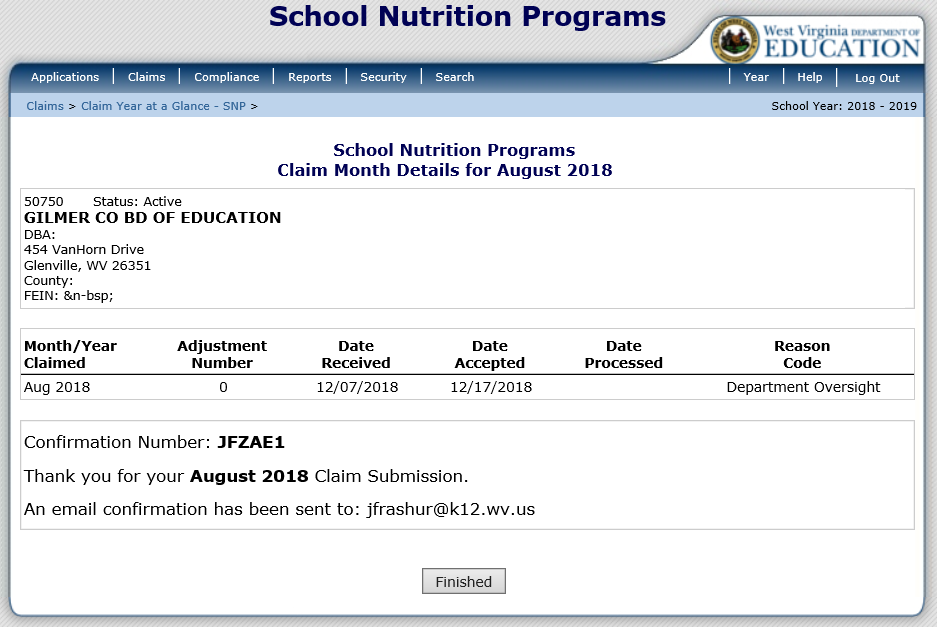 School Nutrition Programs
West Virginia DEPARTMENT OF
EDUCATION
Applications Claims Compliance Reports Security Search Year Help Log Out
Claims > Claim Year at a Glance - SNP > School Year: 2018 - 2019
School Nutrition Programs
Claim Month Details for August 2018
50750 Status: Active
GILMER CO BD OF EDUCATION
DBA:
454 VanHorn Drive
Glenville, WV 26351
County:
FEIN: &n-bsp;
Month/Year Adjustment Date Date Date Reason
Claimed Number Received Accepted Processed Code
Aug 2018 0 12/07/2018 12/17/2018 Department Oversight
Confirmation Number: JFZAE1
Thank you for your August 2018 Claim Submission.
An email confirmation has been sent to: jfrashur@k12.wv.us
Finished